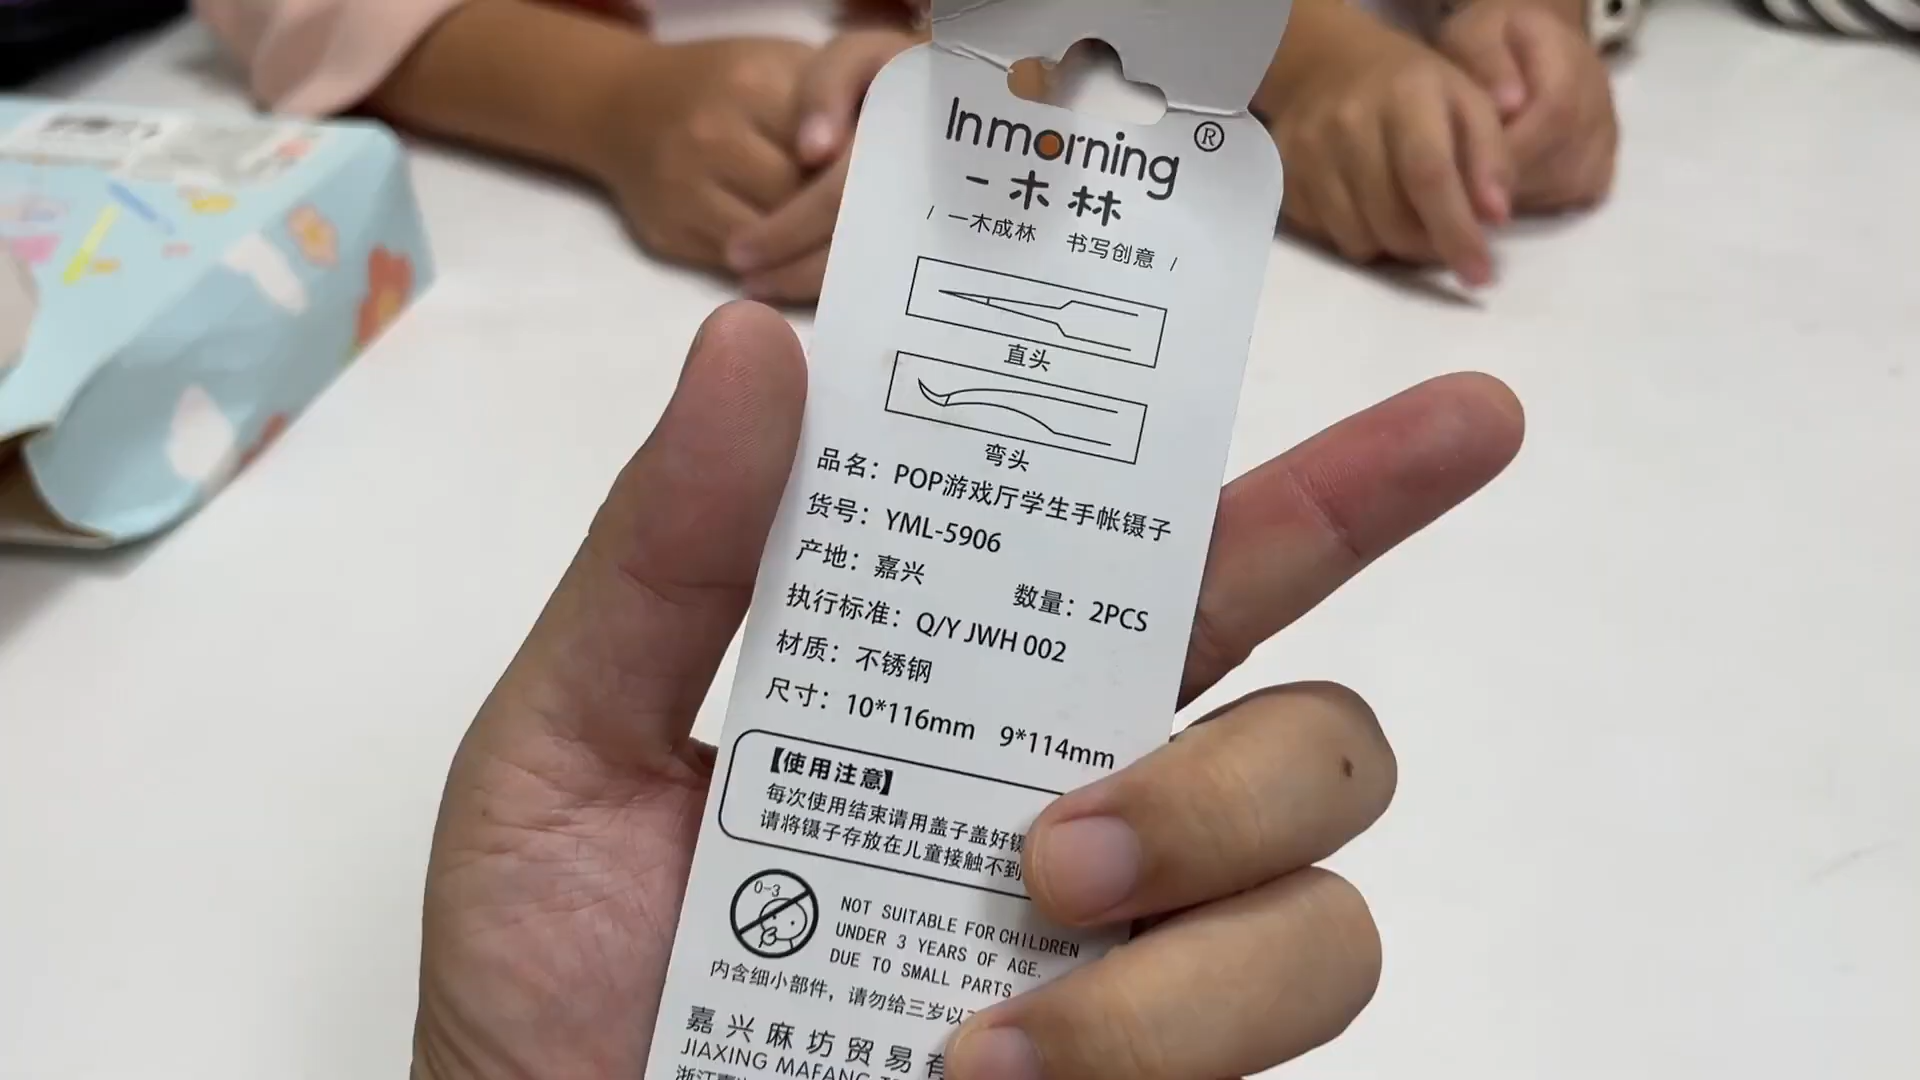 Inmorning ®
一木林
/ 一木成林 书写创意 /
直头
弯头
品名：POP游戏厅学生手帐镊子
货号：YML-5906
产地：嘉兴 数量：2PCS
执行标准：Q/Y JWH 002
材质：不锈钢
尺寸：10*116mm 9*114mm
【使用注意】
每次使用结束请用盖子盖好
请将镊子存放在儿童接触不到
0-3
NOT SUITABLE FOR CHILDREN
UNDER 3 YEARS OF AGE.
DUE TO SMALL PARTS
内含细小部件，请勿给三岁以
嘉兴麻坊贸易
JIAXING MAFANG